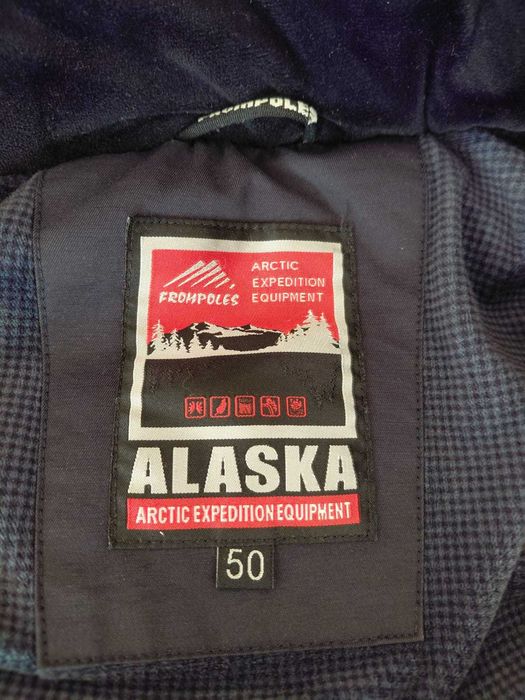 FROMPOLES
FROMPOLES
ARCTIC
EXPEDITION
EQUIPMENT
ALASKA
ARCTIC EXPEDITION EQUIPMENT
50